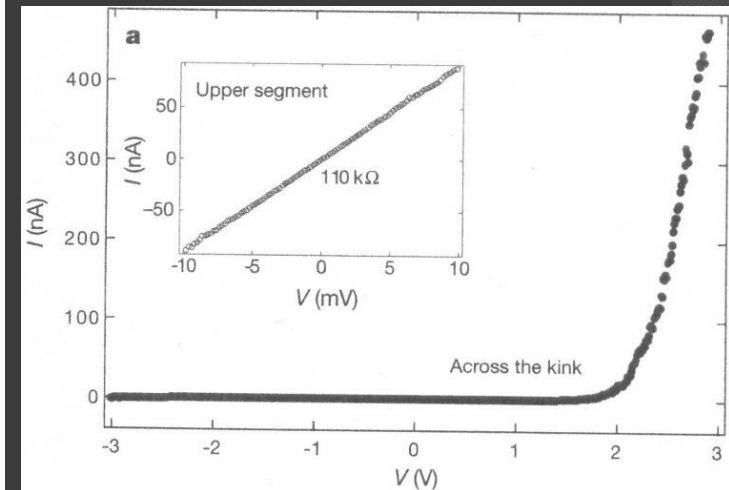 a
Upper segment
110 kΩ
50
0
-50
I (nA)
-10
-5
0
5
10
V (mV)
400
300
200
100
0
I (nA)
Across the kink
-3
-2
-1
0
1
2
3
V (V)